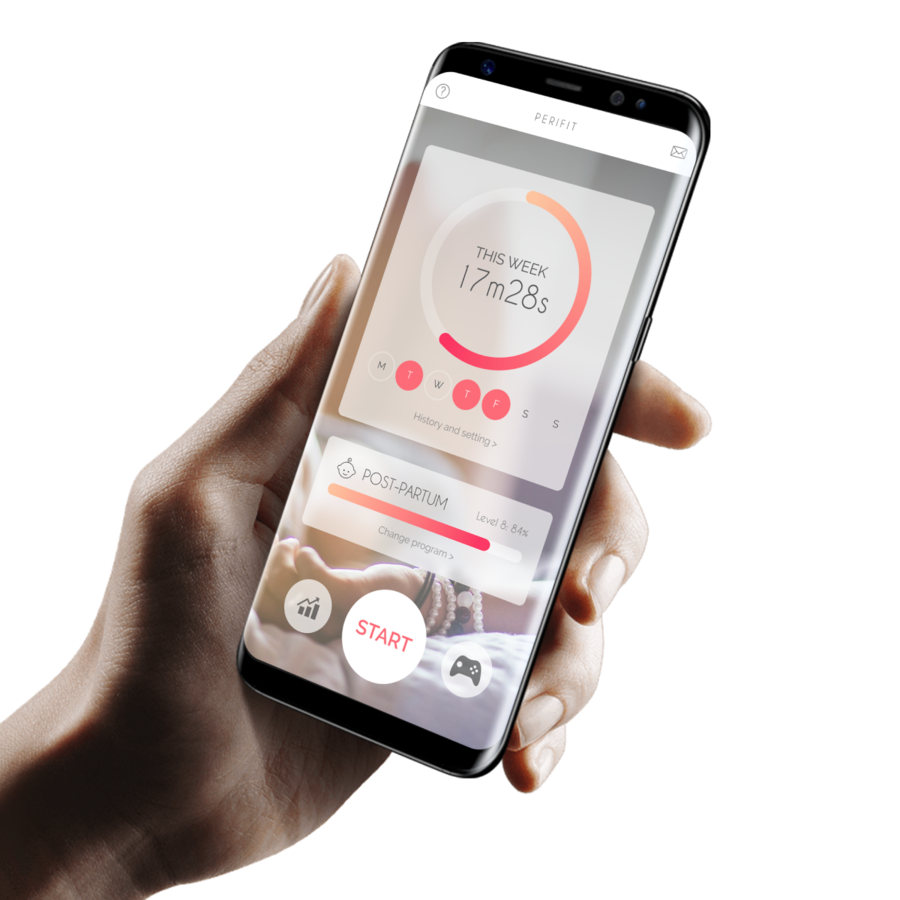 ?
PERIFIT
THIS WEEK
17m28s
M T W T F S S
History and setting >
POST-PARTUM
Level 8: 84%
Change program >
START